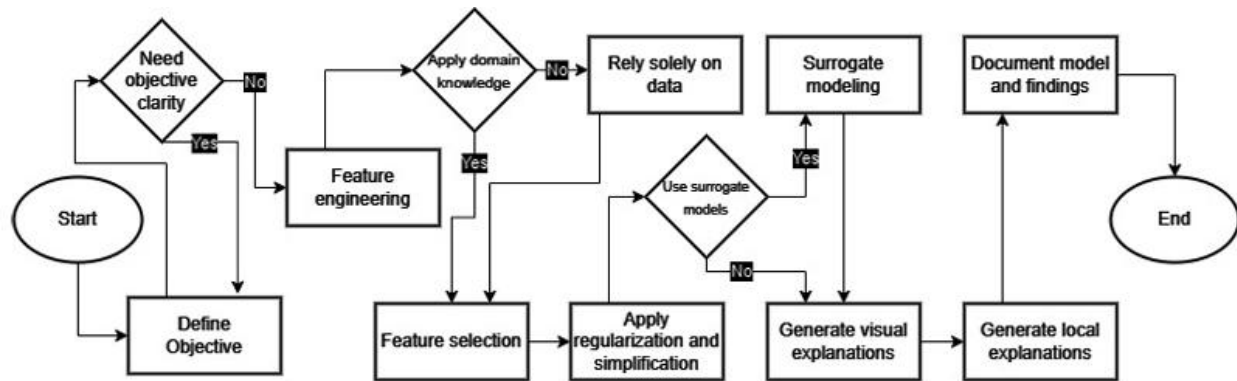 Need
objective
clarity
No
Yes
Start
Define
Objective
Feature
engineering
Apply domain
knowledge
No
Yes
Rely solely on
data
Feature selection
Apply
regularization and
simplification
Use surrogate
models
Yes
No
Surrogate
modeling
Generate visual
explanations
Generate local
explanations
Document model
and findings
End